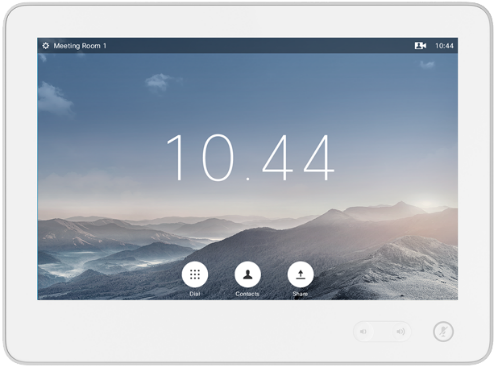 Meeting Room 1
10:44
10.44
Dial
Contacts
Share